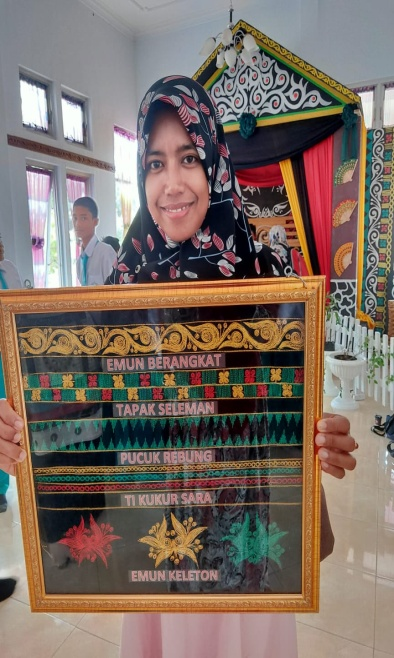 EMUN BERANGKAT
TAPAK SELEMAN
PUCUK REBUNG
TI KUKUR SARA
EMUN KELETON